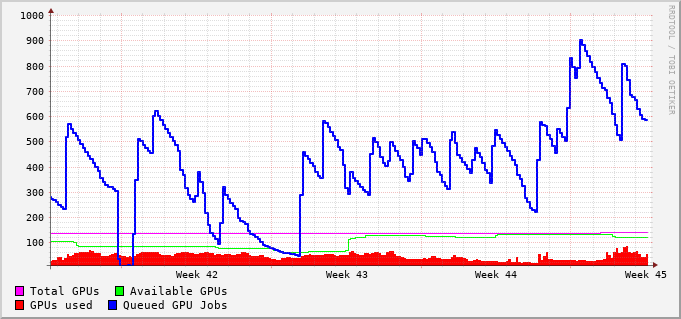 1000
900
800
700
600
500
400
300
200
100
Week 42 Week 43 Week 44 Week 45
Total GPUs Available GPUs
GPUs used Queued GPU Jobs
RRDTOOL / TOBI OETIKER